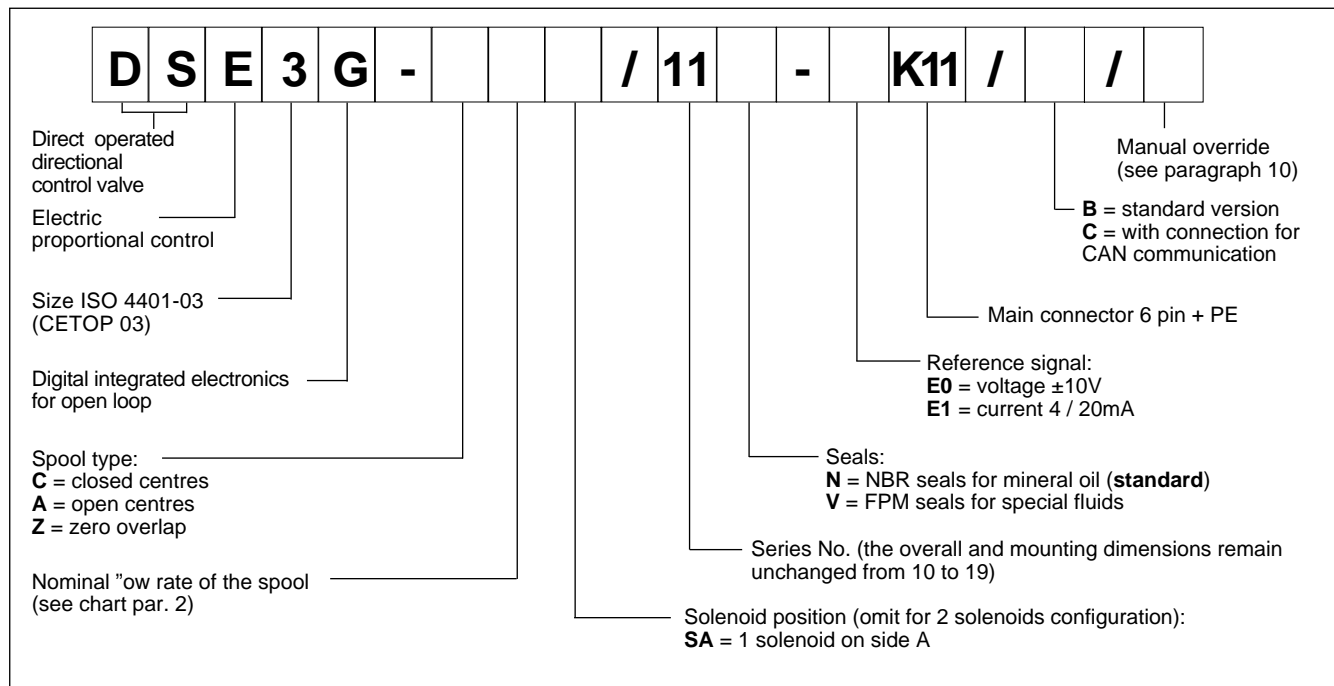 D S E 3 G - / 11 - K11 / /
Direct operated
directional
control valve
Electric
proportional control
Size ISO 4401-03
(CETOP 03)
Digital integrated electronics
for open loop
Spool type:
C = closed centres
A = open centres
Z = zero overlap
Nominal ”ow rate of the spool
(see chart par. 2)
Manual override
(see paragraph 10)
B = standard version
C = with connection for
CAN communication
Main connector 6 pin + PE
Reference signal:
E0 = voltage ±10V
E1 = current 4 / 20mA
Seals:
N = NBR seals for mineral oil (standard)
V = FPM seals for special fluids
Series No. (the overall and mounting dimensions remain
unchanged from 10 to 19)
Solenoid position (omit for 2 solenoids configuration):
SA = 1 solenoid on side A